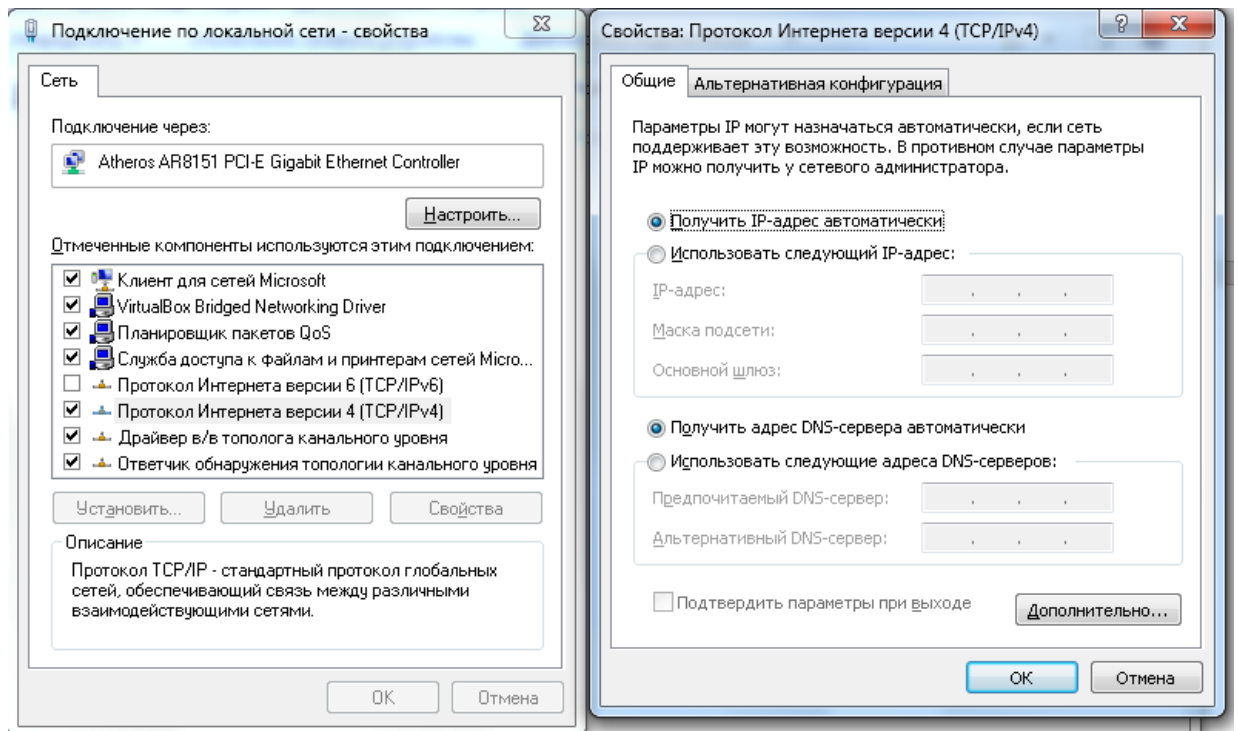 Подключение по локальной сети - свойства
Сеть
Подключение через:
Atheros AR8151 PCI-E Gigabit Ethernet Controller
Настроить...
Отмеченные компоненты используются этим подключением:
Клиент для сетей Microsoft
VirtualBox Bridged Networking Driver
Планировщик пакетов QoS
Служба доступа к файлам и принтерам сетей Micro...
Протокол Интернета версии 6 (TCP/IPv6)
Протокол Интернета версии 4 (TCP/IPv4)
Драйвер в/в тополога канального уровня
Ответчик обнаружения топологии канального уровня
Установить...
Удалить
Свойства
Описание
Протокол TCP/IP - стандартный протокол глобальных
сетей, обеспечивающий связь между различными
взаимодействующими сетями.
OK
Отмена
Свойства: Протокол Интернета версии 4 (TCP/IPv4)
Общие
Альтернативная конфигурация
Параметры IP могут назначаться автоматически, если сеть
поддерживает эту возможность. В противном случае параметры
IP можно получить у сетевого администратора.
Получить IP-адрес автоматически
Использовать следующий IP-адрес:
IP-адрес:
Маска подсети:
Основной шлюз:
Получить адрес DNS-сервера автоматически
Использовать следующие адреса DNS-серверов:
Предпочитаемый DNS-сервер:
Альтернативный DNS-сервер:
Подтвердить параметры при выходе
Дополнительно...
OK
Отмена